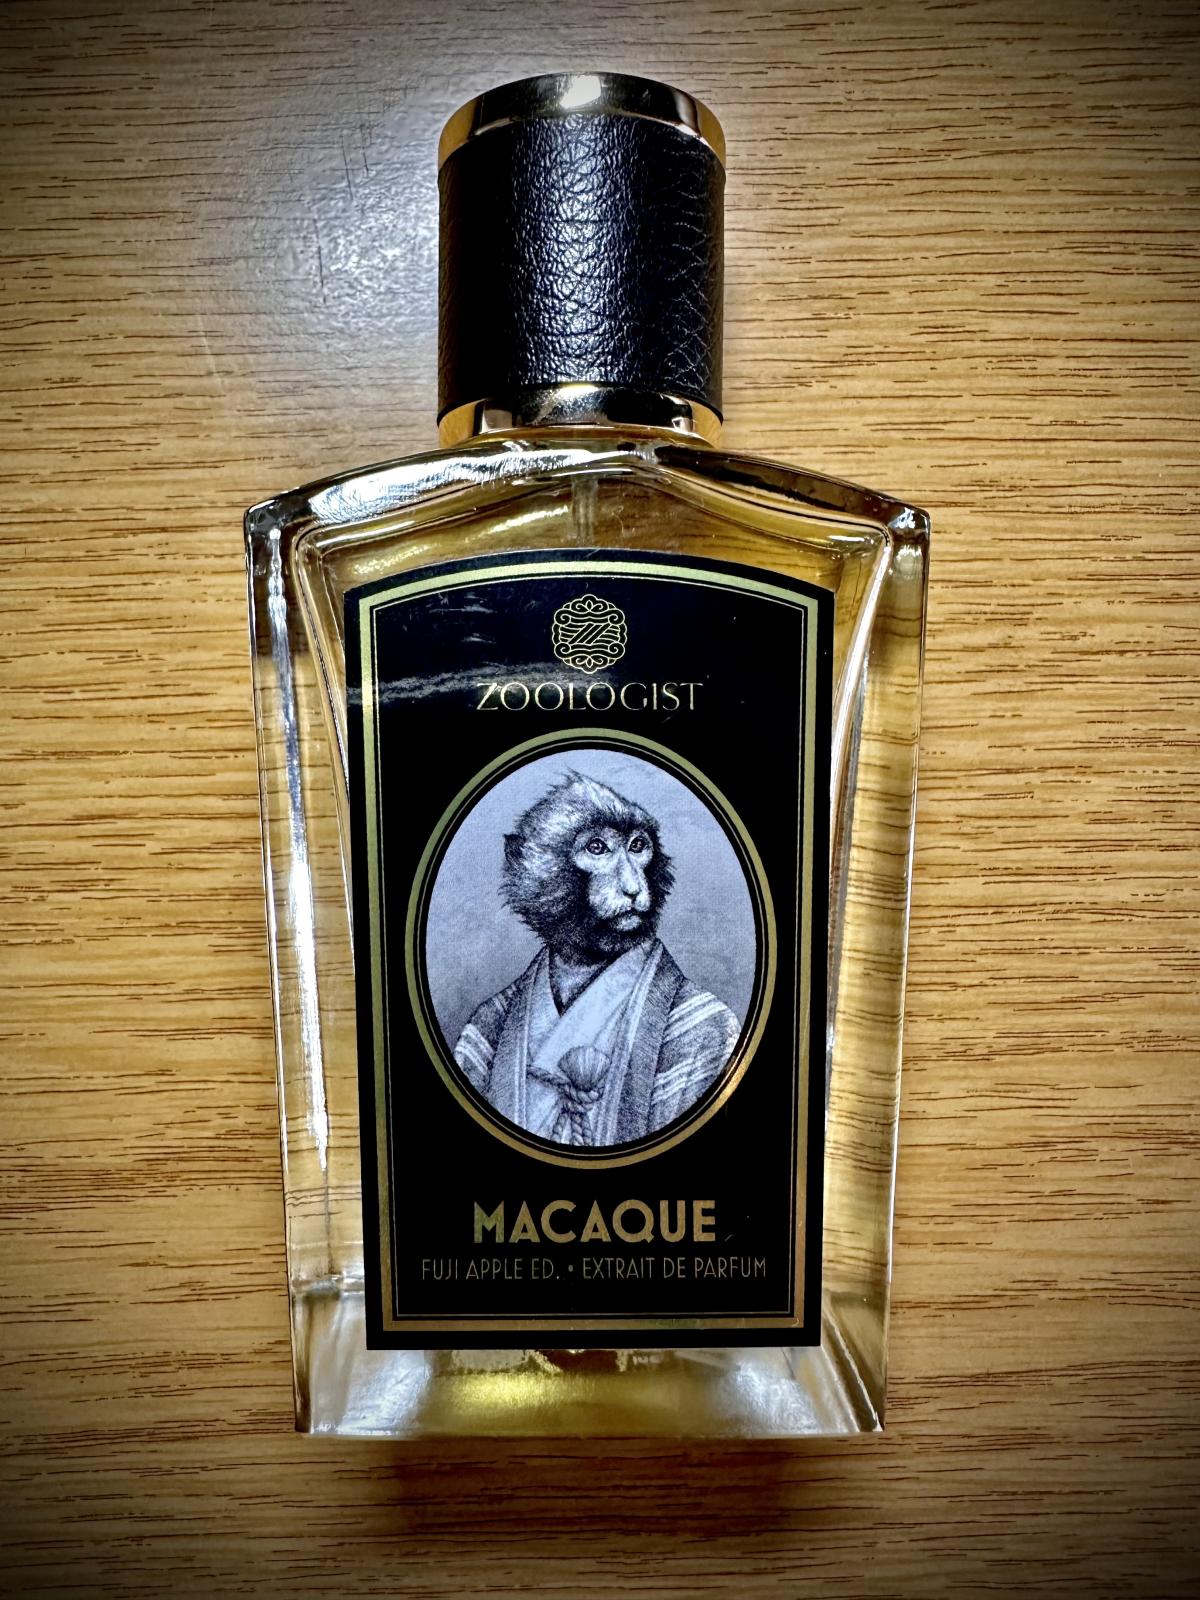 ZOOLOGIST
MACAQUE
FUJI APPLE ED. • EXTRAIT DE PARFUM